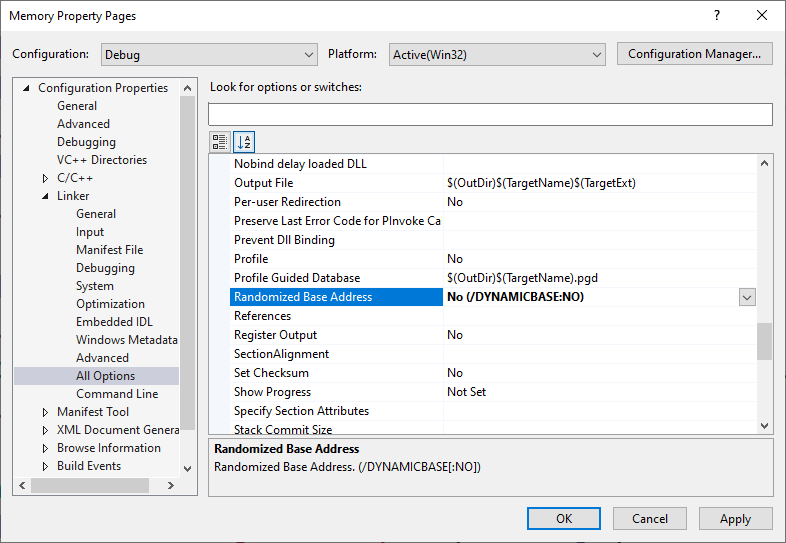 Memory Property Pages
Configuration: Debug Platform: Active(Win32) Configuration Manager...
Configuration Properties
General
Advanced
Debugging
VC++ Directories
C/C++
Linker
General
Input
Manifest File
Debugging
System
Optimization
Embedded IDL
Windows Metadata
Advanced
All Options
Command Line
Manifest Tool
XML Document Genera
Browse Information
Build Events
Look for options or switches:
Nobind delay loaded DLL
Output File $(OutDir)$(TargetName)$(TargetExt)
Per-user Redirection No
Preserve Last Error Code for PInvoke Ca
Prevent Dll Binding
Profile No
Profile Guided Database $(OutDir)$(TargetName).pgd
Randomized Base Address No (/DYNAMICBASE:NO)
References
Register Output No
SectionAlignment
Set Checksum No
Show Progress Not Set
Specify Section Attributes
Stack Commit Size
Randomized Base Address
Randomized Base Address. (/DYNAMICBASE[:NO])
OK Cancel Apply